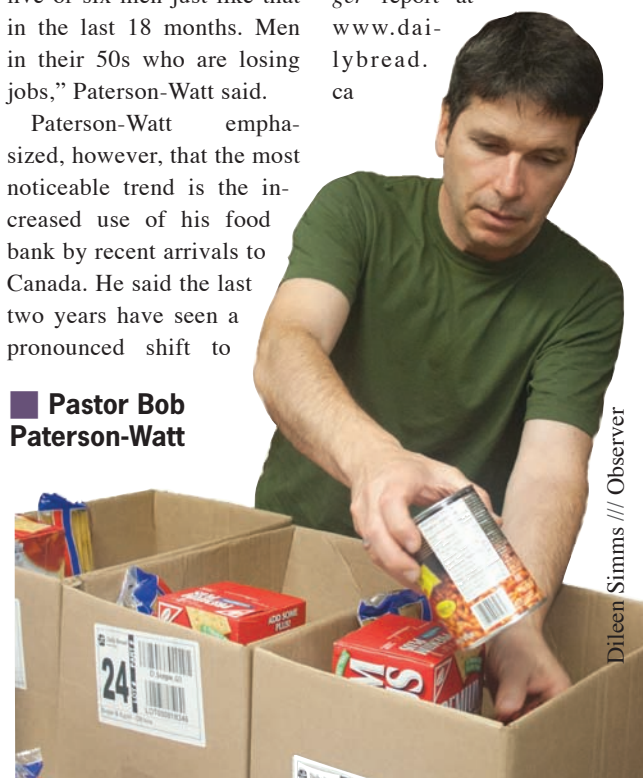 five or six men just like that
in the last 18 months. Men
in their 50s who are losing
jobs,” Paterson-Watt said.
Paterson-Watt empha-
sized, however, that the most
noticeable trend is the in-
creased use of his food
bank by recent arrivals to
Canada. He said the last
two years have seen a
pronounced shift to
ger report at
www.dai-
lybread.
ca
Pastor Bob
Paterson-Watt
Dileen Simms /// Observer
ADD SOME
PLUS!
24